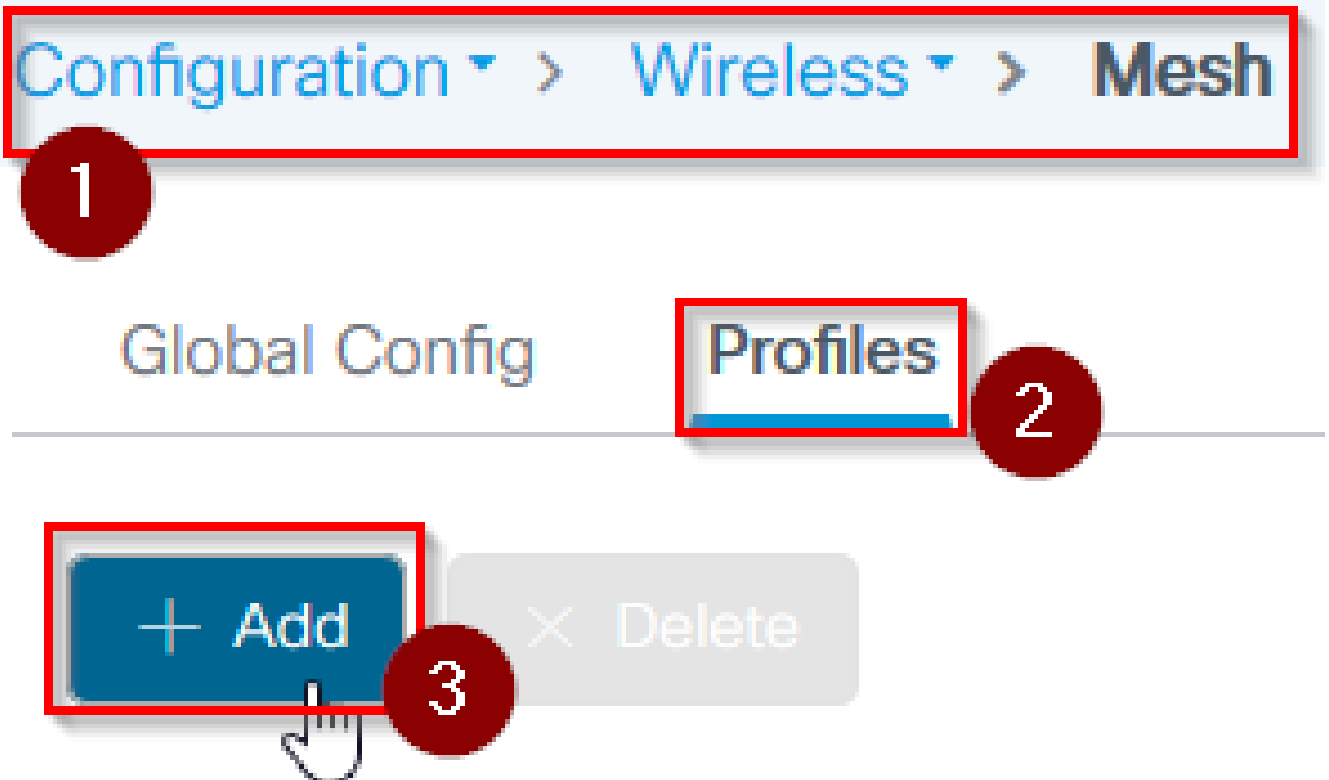 Configuration > Wireless > Mesh
1
Global Config Profiles
2
+ Add × Delete
3